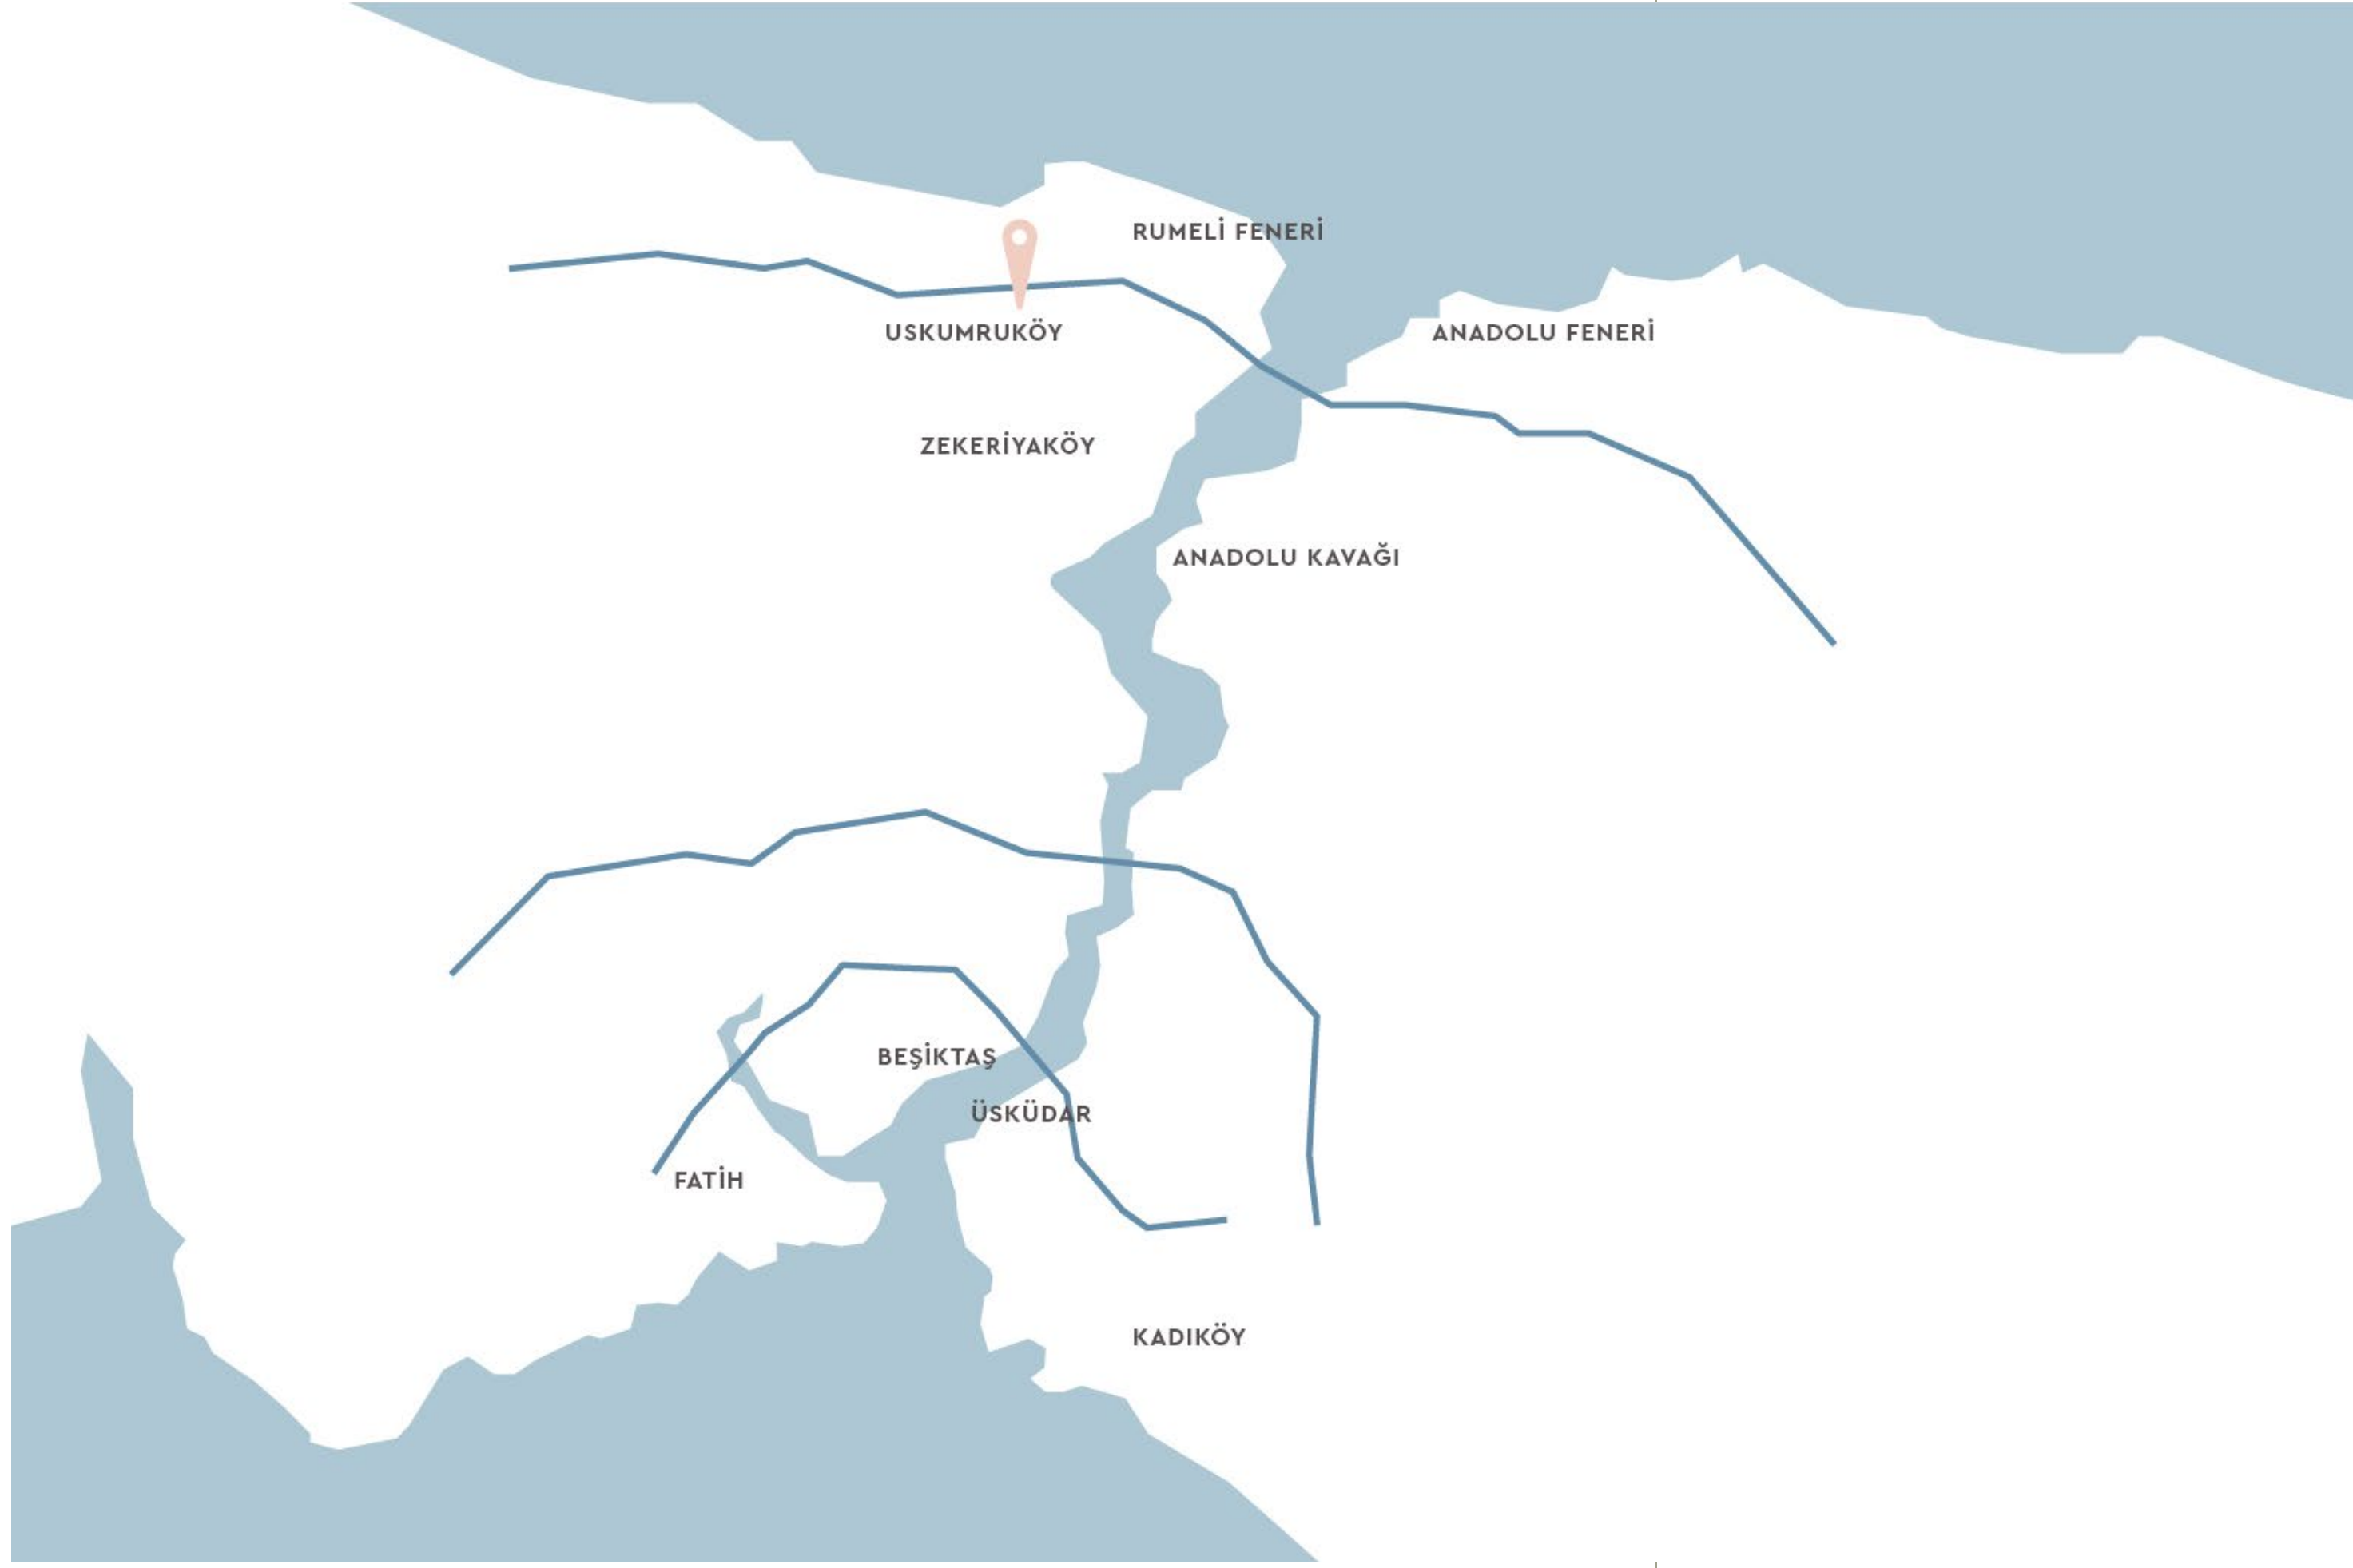 RUMELİ FENERİ
USKUMRUKÖY
ANADOLU FENERİ
ZEKERİYAKÖY
ANADOLU KAVAĞI
BEŞİKTAŞ
ÜSKÜDAR
FATİH
KADIKÖY